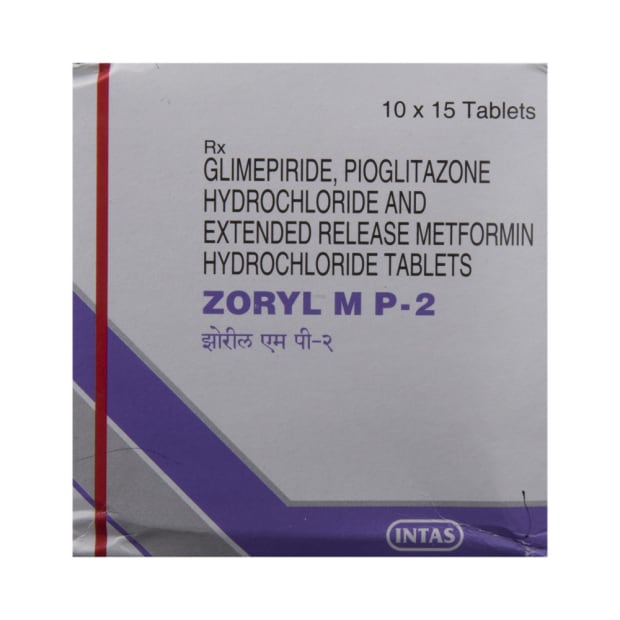 10 x 15 Tablets
Rx
GLIMEPIRIDE, PIOGLITAZONE
HYDROCHLORIDE AND
EXTENDED RELEASE METFORMIN
HYDROCHLORIDE TABLETS
ZORYL M P-2
झोरील एम पी-२
INTAS